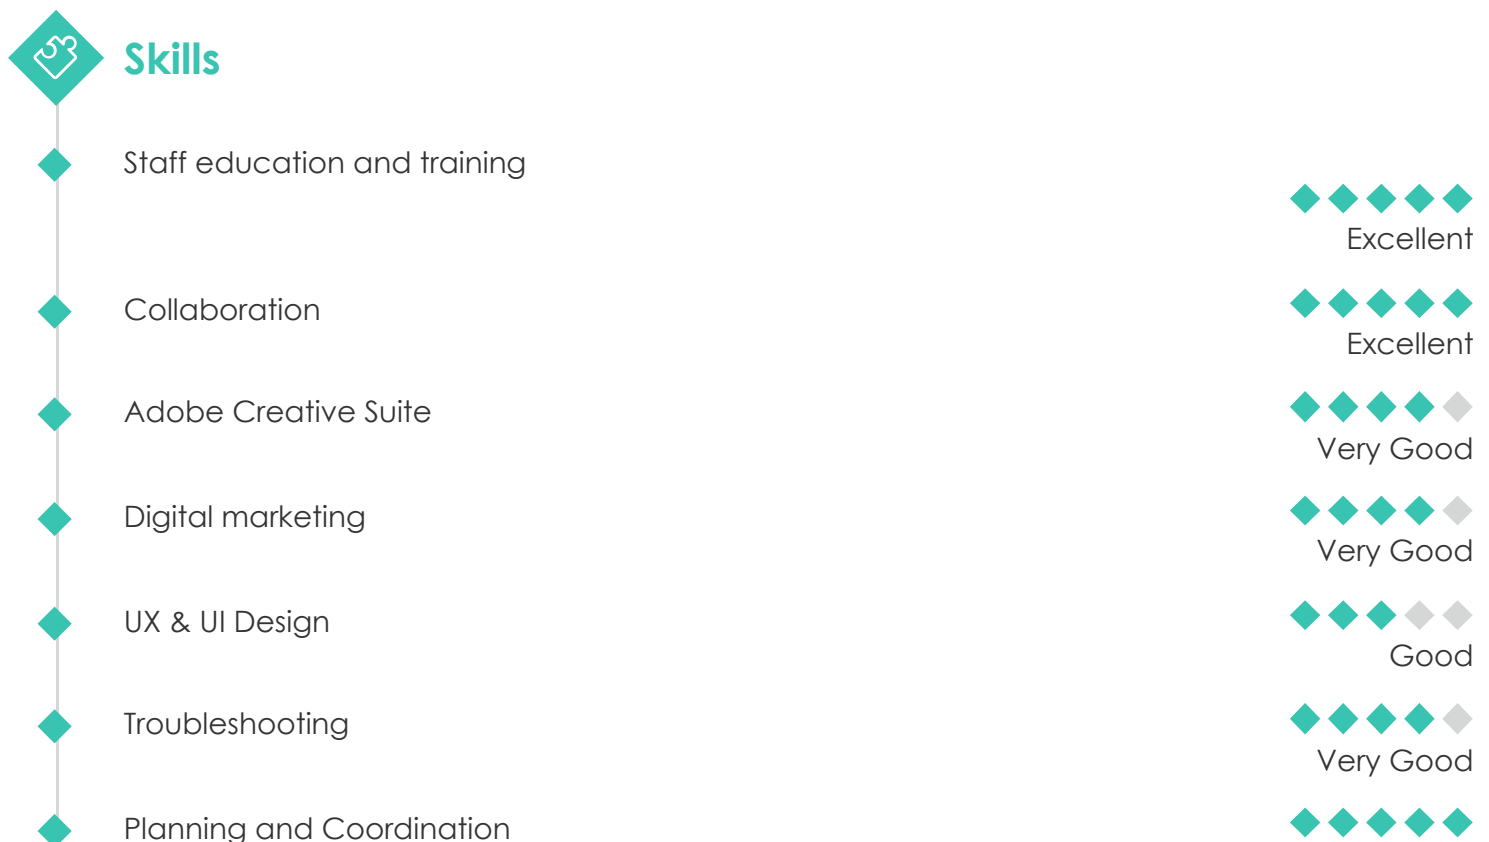 Skills
Staff education and training
Excellent
Collaboration
Excellent
Adobe Creative Suite
Very Good
Digital marketing
Very Good
UX & UI Design
Good
Troubleshooting
Very Good
Planning and Coordination